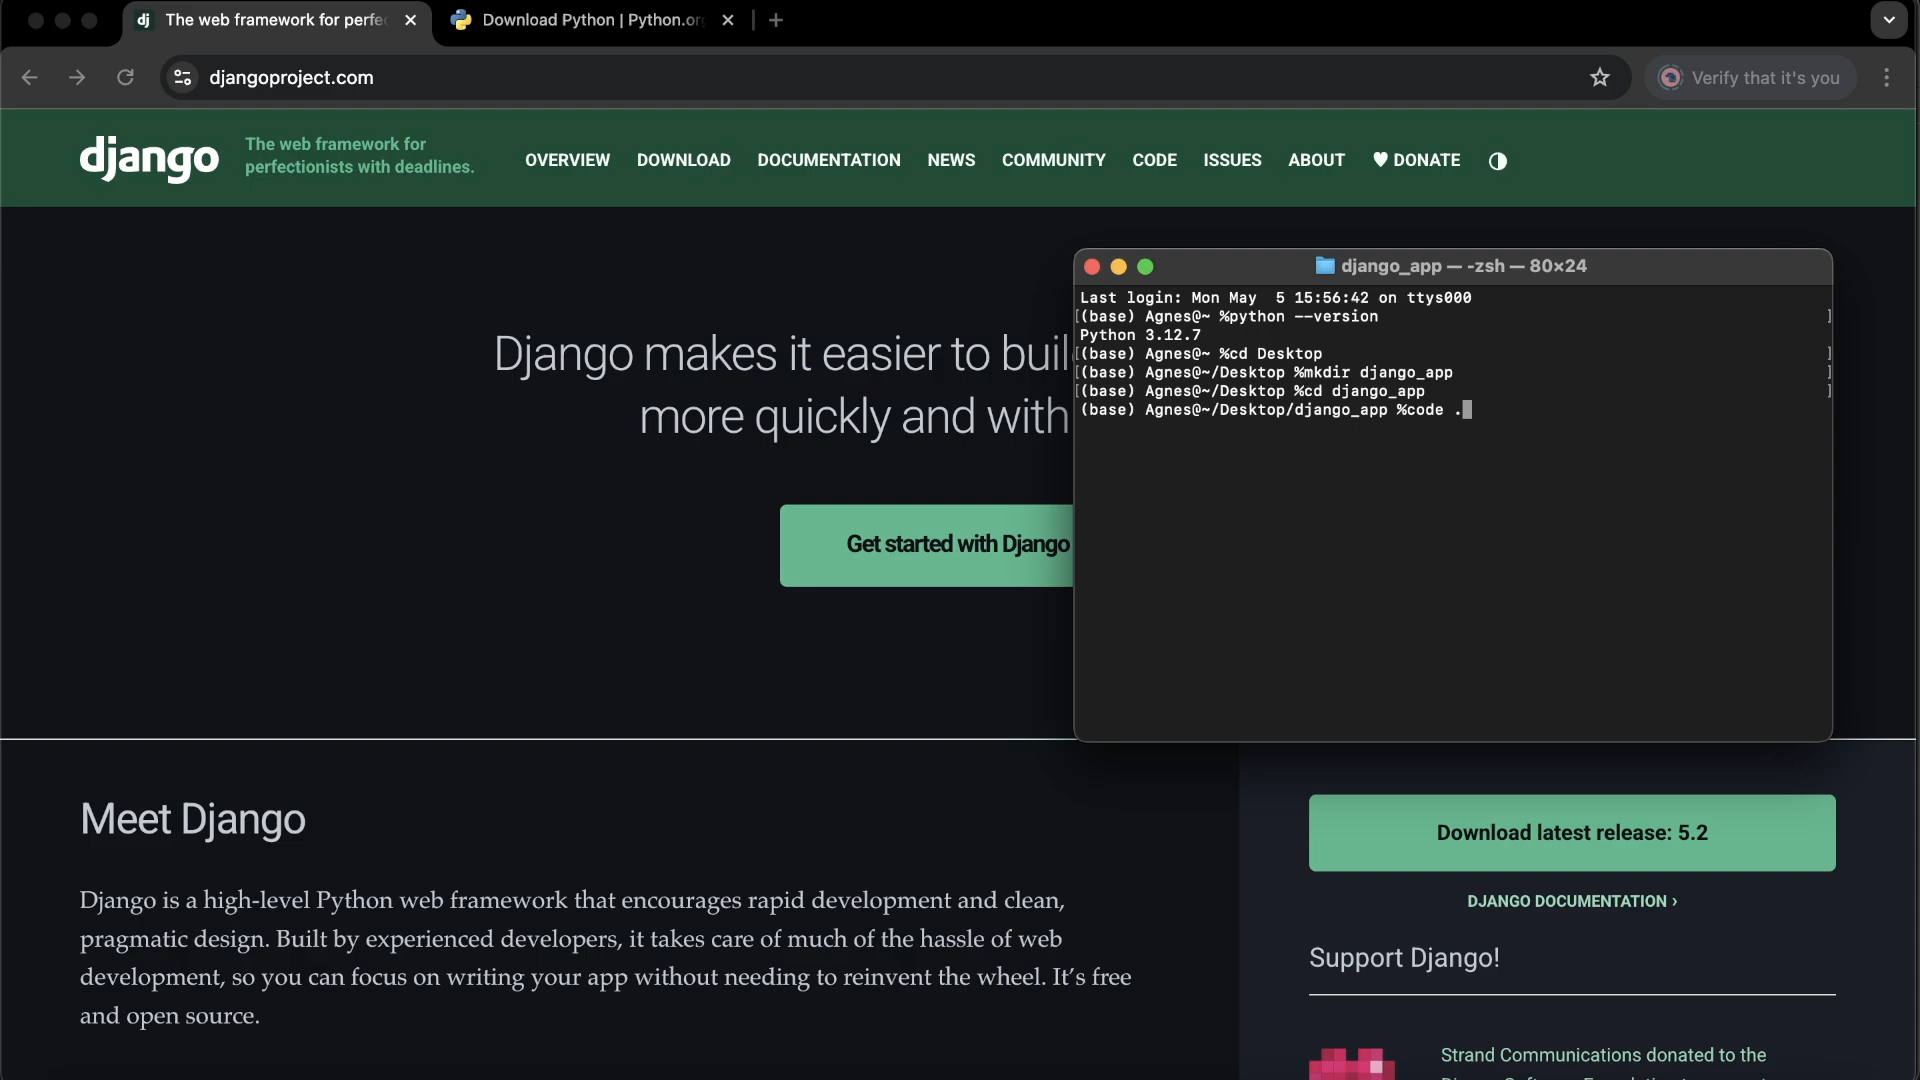 dj The web framework for perfe
Download Python | Python.or
djangoproject.com
Verify that it's you
django
The web framework for
perfectionists with deadlines.
OVERVIEW DOWNLOAD DOCUMENTATION NEWS COMMUNITY CODE ISSUES ABOUT ♥ DONATE
Django makes it easier to buil
more quickly and with
Get started with Django
django_app — -zsh — 80×24
Last login: Mon May  5 15:56:42 on ttys000
[(base) Agnes@~ %python --version ]
Python 3.12.7
[(base) Agnes@~ %cd Desktop ]
[(base) Agnes@~/Desktop %mkdir django_app ]
[(base) Agnes@~/Desktop %cd django_app ]
(base) Agnes@~/Desktop/django_app %code .
Meet Django
Django is a high-level Python web framework that encourages rapid development and clean,
pragmatic design. Built by experienced developers, it takes care of much of the hassle of web
development, so you can focus on writing your app without needing to reinvent the wheel. It’s free
and open source.
Download latest release: 5.2
DJANGO DOCUMENTATION ›
Support Django!
Strand Communications donated to the